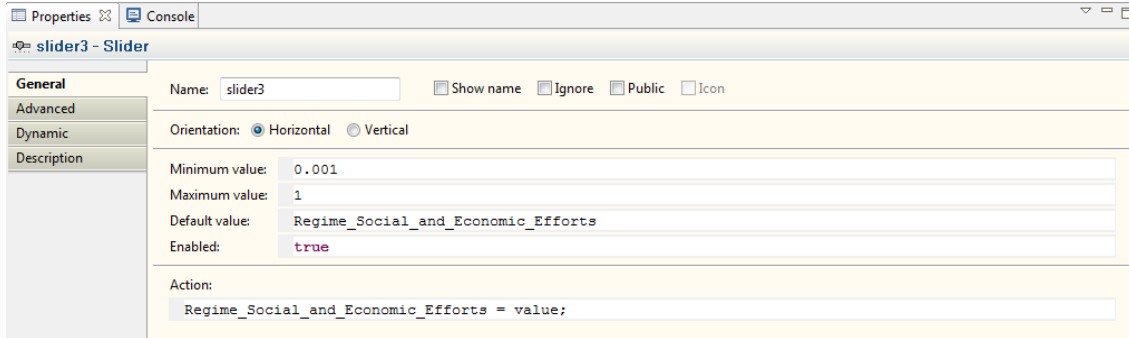 Properties Console
slider3 - Slider
General
Advanced
Dynamic
Description
Name: slider3 Show name Ignore Public Icon
Orientation: Horizontal Vertical
Minimum value: 0.001
Maximum value: 1
Default value: Regime_Social_and_Economic_Efforts
Enabled: true
Action:
Regime_Social_and_Economic_Efforts = value;